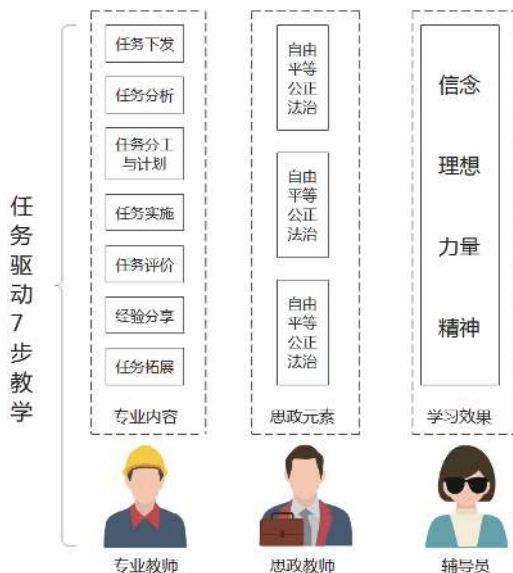 任务驱动7步教学
任务下发
任务分析
任务分工
与计划
任务实施
任务评价
经验分享
任务拓展
专业内容
专业教师
自由
平等
公正
法治
自由
平等
公正
法治
自由
平等
公正
法治
思政元素
思政教师
信念
理想
力量
精神
学习效果
辅导员